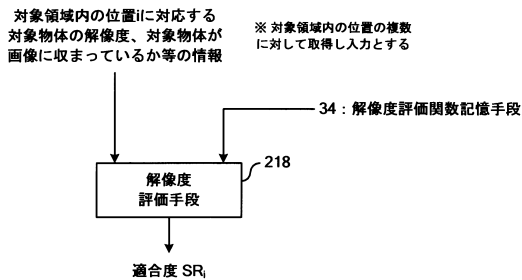 対象領域内の位置iに対応する
対象物体の解像度、対象物体が
画像に収まっているか等の情報
※ 対象領域内の位置の複数
に対して取得し入力とする
34：解像度評価関数記憶手段
218
解像度
評価手段
適合度 SRi